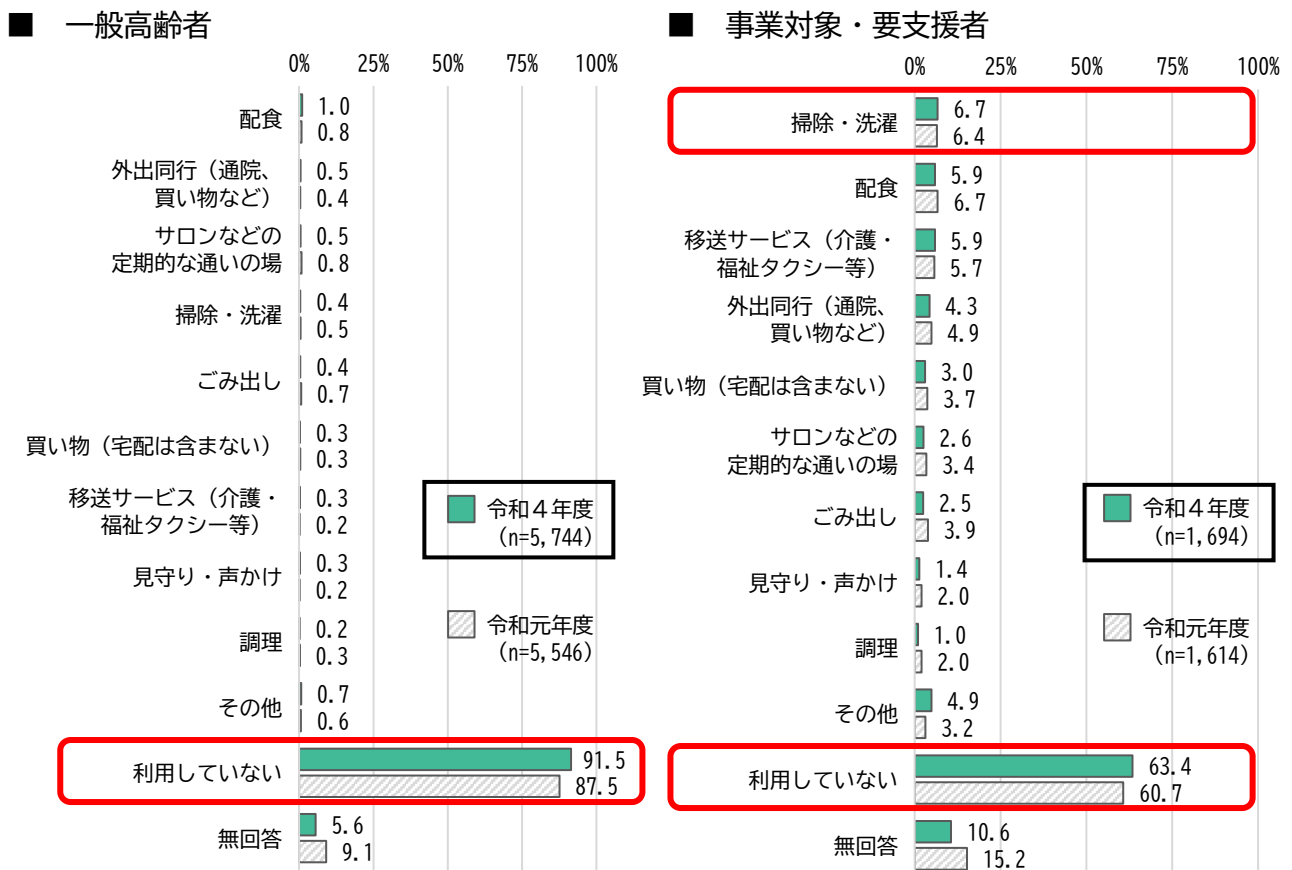 ■ 一般高齢者
0% 25% 50% 75% 100%
配食
1.0
0.8
外出同行（通院、
買い物など）
0.5
0.4
サロンなどの
定期的な通いの場
0.5
0.8
掃除・洗濯
0.4
0.5
ごみ出し
0.4
0.7
買い物（宅配は含まない）
0.3
0.3
移送サービス（介護・
福祉タクシー等）
0.3
0.2
見守り・声かけ
0.3
0.2
調理
0.2
0.3
その他
0.7
0.6
利用していない
91.5
87.5
無回答
5.6
9.1
令和４年度
(n=5,744)
令和元年度
(n=5,546)
■ 事業対象・要支援者
0% 25% 50% 75% 100%
掃除・洗濯
6.7
6.4
配食
5.9
6.7
移送サービス（介護・
福祉タクシー等）
5.9
5.7
外出同行（通院、
買い物など）
4.3
4.9
買い物（宅配は含まない）
3.0
3.7
サロンなどの
定期的な通いの場
2.6
3.4
ごみ出し
2.5
3.9
見守り・声かけ
1.4
2.0
調理
1.0
2.0
その他
4.9
3.2
利用していない
63.4
60.7
無回答
10.6
15.2
令和４年度
(n=1,694)
令和元年度
(n=1,614)